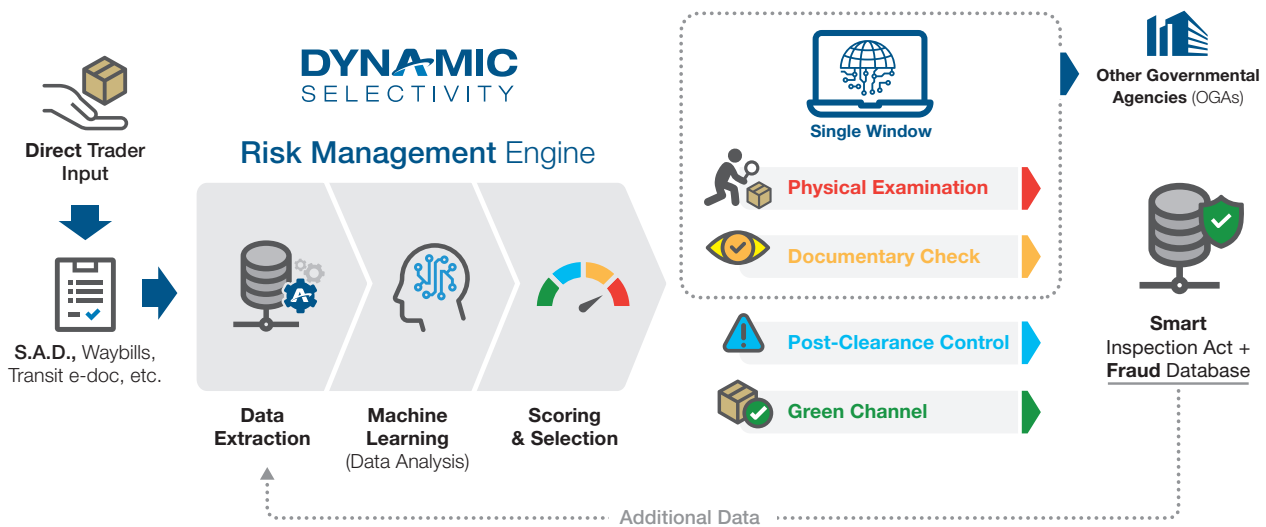 DYNAMIC
SELECTIVITY
Direct Trader
Input
S.A.D., Waybills,
Transit e-doc, etc.
Risk Management Engine
Data
Extraction
Machine
Learning
(Data Analysis)
Scoring
& Selection
Single Window
Physical Examination
Documentary Check
Post-Clearance Control
Green Channel
Other Governmental
Agencies (OGAs)
Smart
Inspection Act +
Fraud Database
Additional Data